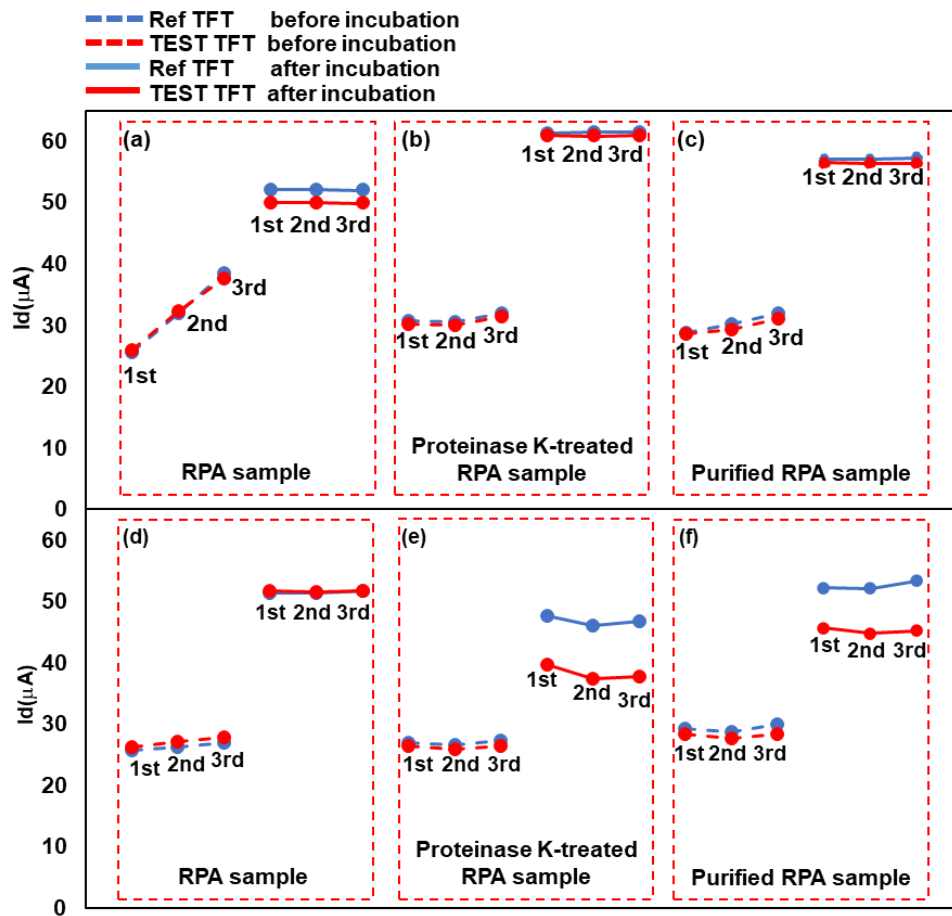 Ref TFT before incubation
TEST TFT before incubation
Ref TFT after incubation
TEST TFT after incubation
60
50
40
30
20
10
0
Id(μA)
(a)
1st
2nd
3rd
1st 2nd 3rd
RPA sample
(b)
1st 2nd 3rd
1st 2nd 3rd
Proteinase K-treated
RPA sample
(c)
1st 2nd 3rd
1st 2nd 3rd
Purified RPA sample
60
50
40
30
20
10
0
Id(μA)
(d)
1st 2nd 3rd
1st 2nd 3rd
RPA sample
(e)
1st 2nd 3rd
1st 2nd 3rd
Proteinase K-treated
RPA sample
(f)
1st 2nd 3rd
1st 2nd 3rd
Purified RPA sample